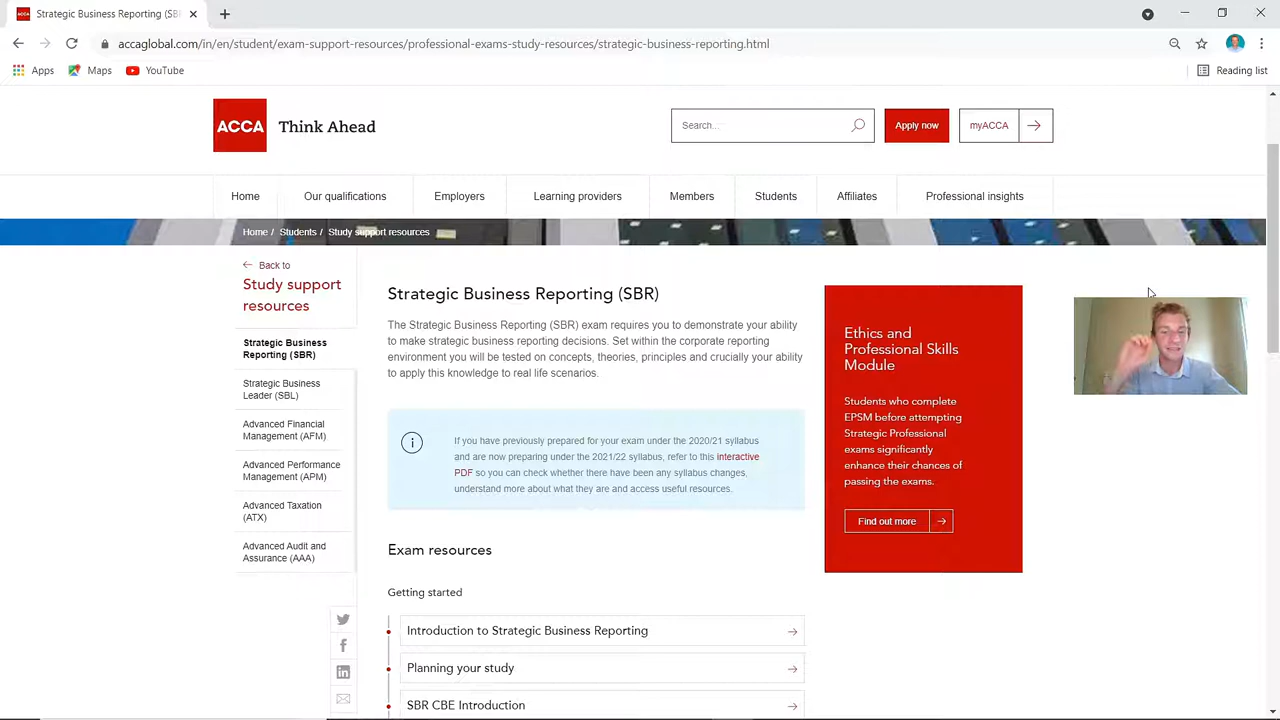 Strategic Business Reporting (SBR
accaglobal.com/in/en/student/exam-support-resources/professional-exams-study-resources/strategic-business-reporting.html
Apps Maps YouTube Reading list
ACCA Think Ahead
Search... Apply now myACCA
Home Our qualifications Employers Learning providers Members Students Affiliates Professional insights
Home / Students / Study support resources
Back to
Study support
resources
Strategic Business
Reporting (SBR)
Strategic Business
Leader (SBL)
Advanced Financial
Management (AFM)
Advanced Performance
Management (APM)
Advanced Taxation
(ATX)
Advanced Audit and
Assurance (AAA)
Strategic Business Reporting (SBR)
The Strategic Business Reporting (SBR) exam requires you to demonstrate your ability
to make strategic business reporting decisions. Set within the corporate reporting
environment you will be tested on concepts, theories, principles and crucially your ability
to apply this knowledge to real life scenarios.
If you have previously prepared for your exam under the 2020/21 syllabus
and are now preparing under the 2021/22 syllabus, refer to this interactive
PDF so you can check whether there have been any syllabus changes,
understand more about what they are and access useful resources.
Exam resources
Getting started
Introduction to Strategic Business Reporting
Planning your study
SBR CBE Introduction
Ethics and
Professional Skills
Module
Students who complete
EPSM before attempting
Strategic Professional
exams significantly
enhance their chances of
passing the exams.
Find out more